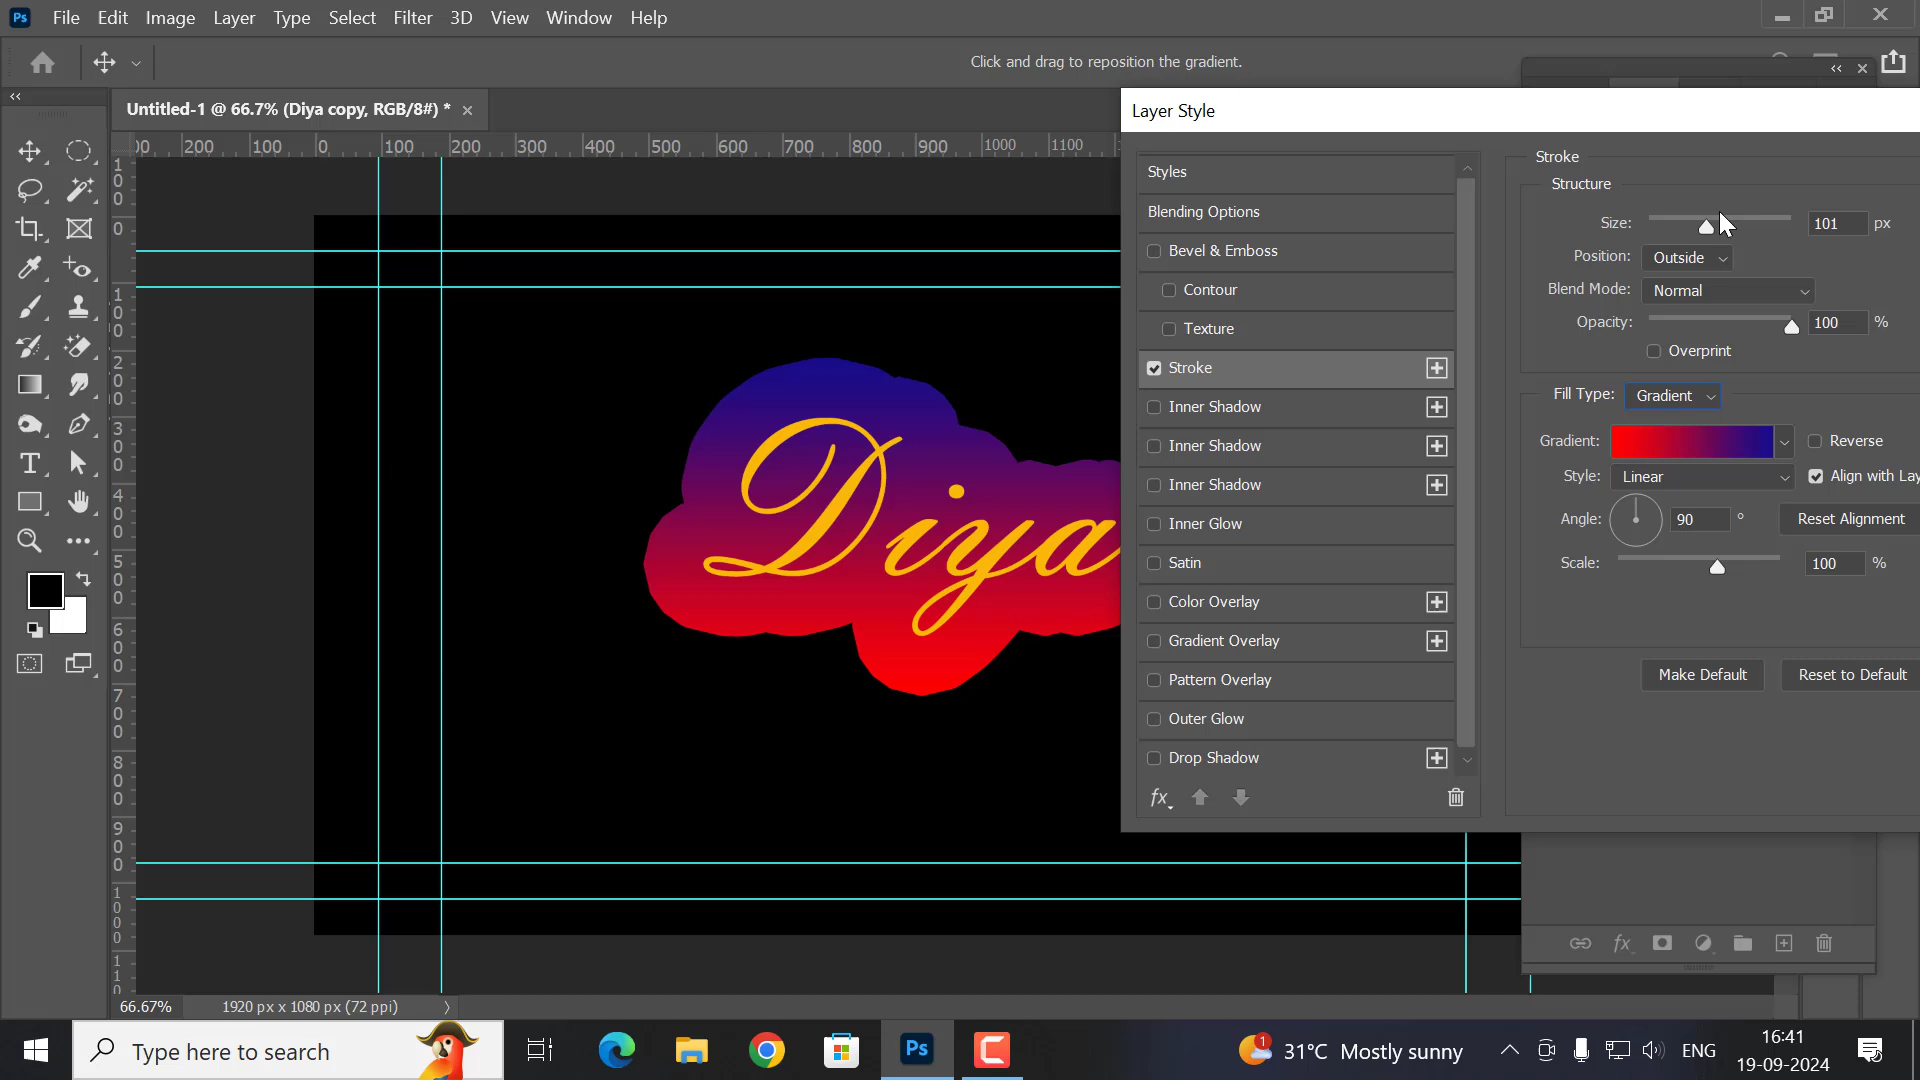 Ps File Edit Image Layer Type Select Filter 3D View Window Help
Click and drag to reposition the gradient.
Untitled-1 @ 66.7% (Diya copy, RGB/8#) *
Layer Style
200 100 0 100 200 300 400 500 600 700 800 900 1000 1100
Styles
Blending Options
Bevel & Emboss
Contour
Texture
Stroke
Inner Shadow
Inner Shadow
Inner Shadow
Inner Glow
Satin
Color Overlay
Gradient Overlay
Pattern Overlay
Outer Glow
Drop Shadow
fx
Stroke
Structure
Size: 101 px
Position: Outside
Blend Mode: Normal
Opacity: 100 %
Overprint
Fill Type: Gradient
Gradient: Reverse
Style: Linear Align with Lay
Angle: 90 ° Reset Alignment
Scale: 100 %
Make Default Reset to Default
Diya
fx
66.67% 1920 px x 1080 px (72 ppi)
Type here to search
Ps
1 31°C Mostly sunny
ENG
16:41
19-09-2024